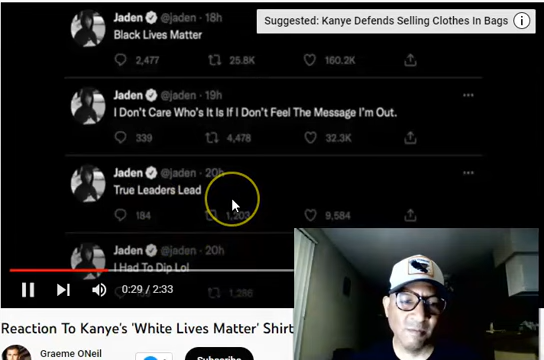 Suggested: Kanye Defends Selling Clothes In Bags
Jaden @jaden · 18h
Black Lives Matter
2,477 25.8K 160.2K
Jaden @jaden · 19h
I Don't Care Who's It Is If I Don't Feel The Message I'm Out.
339 4,478 32.3K
Jaden @jaden · 20h
True Leaders Lead
184 1,203 9,584
Jaden @jaden · 20h
I Had To Dip Lol
1,286
0:29 / 2:33
Reaction To Kanye's 'White Lives Matter' Shirt
Graeme ONeil
Subscribe